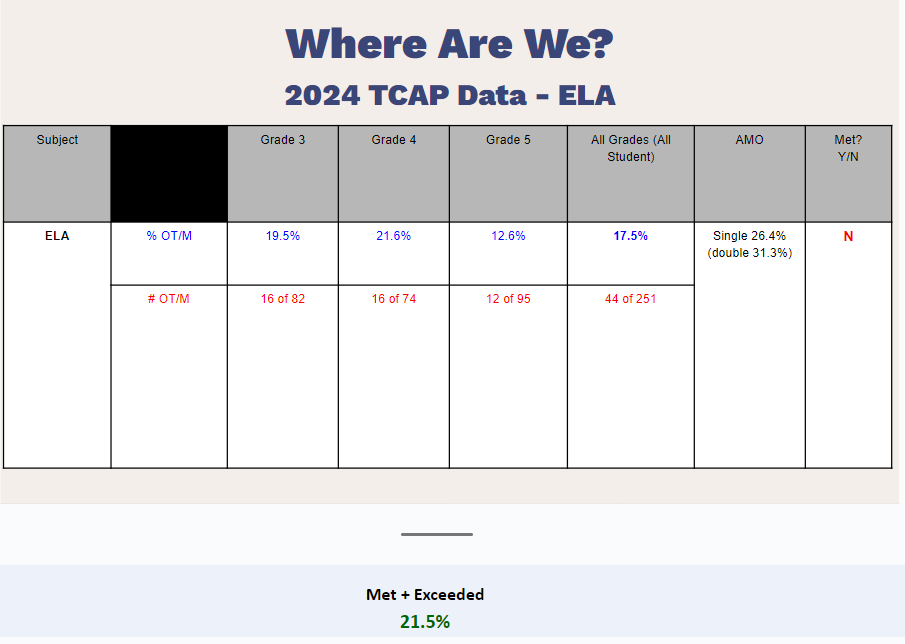 Where Are We?
2024 TCAP Data - ELA
Subject
Grade 3
Grade 4
Grade 5
All Grades (All
Student)
AMO
Met?
Y/N
ELA
% OT/M
19.5%
21.6%
12.6%
17.5%
Single 26.4%
(double 31.3%)
N
# OT/M
16 of 82
16 of 74
12 of 95
44 of 251
Met + Exceeded
21.5%